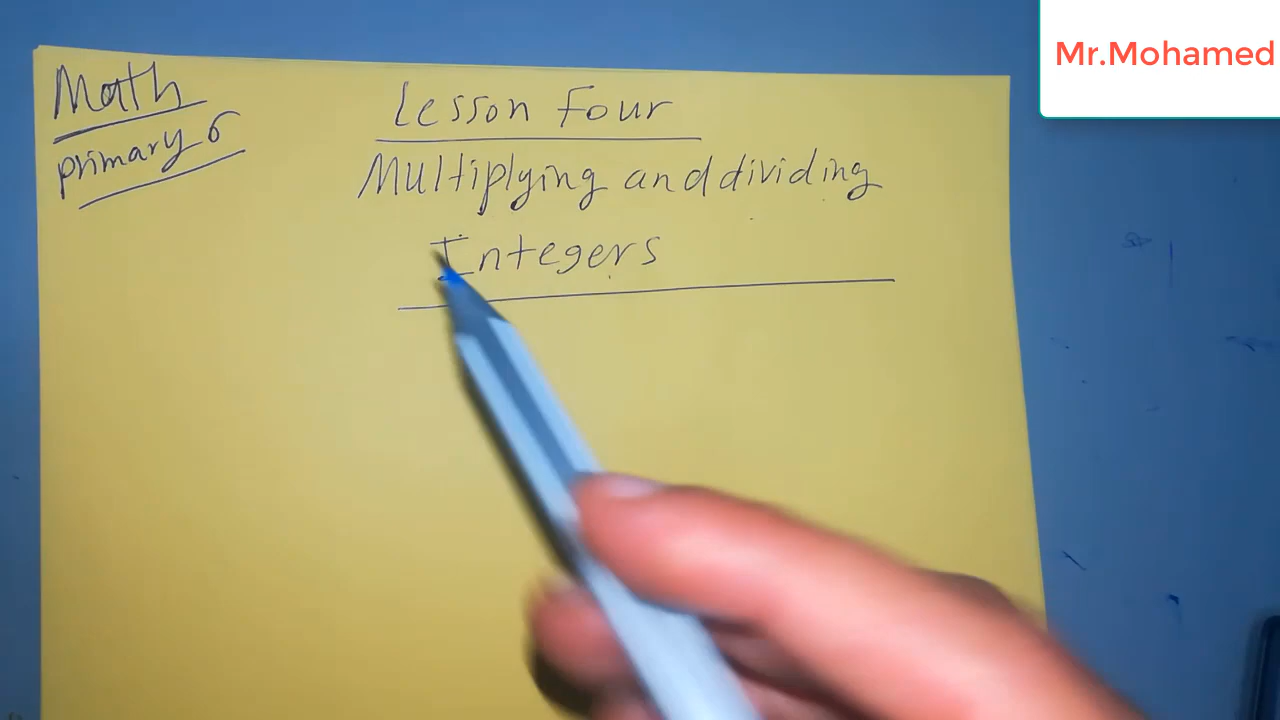 Mr.Mohamed
Math
primary 6
Lesson Four
Multiplying and dividing
Integers